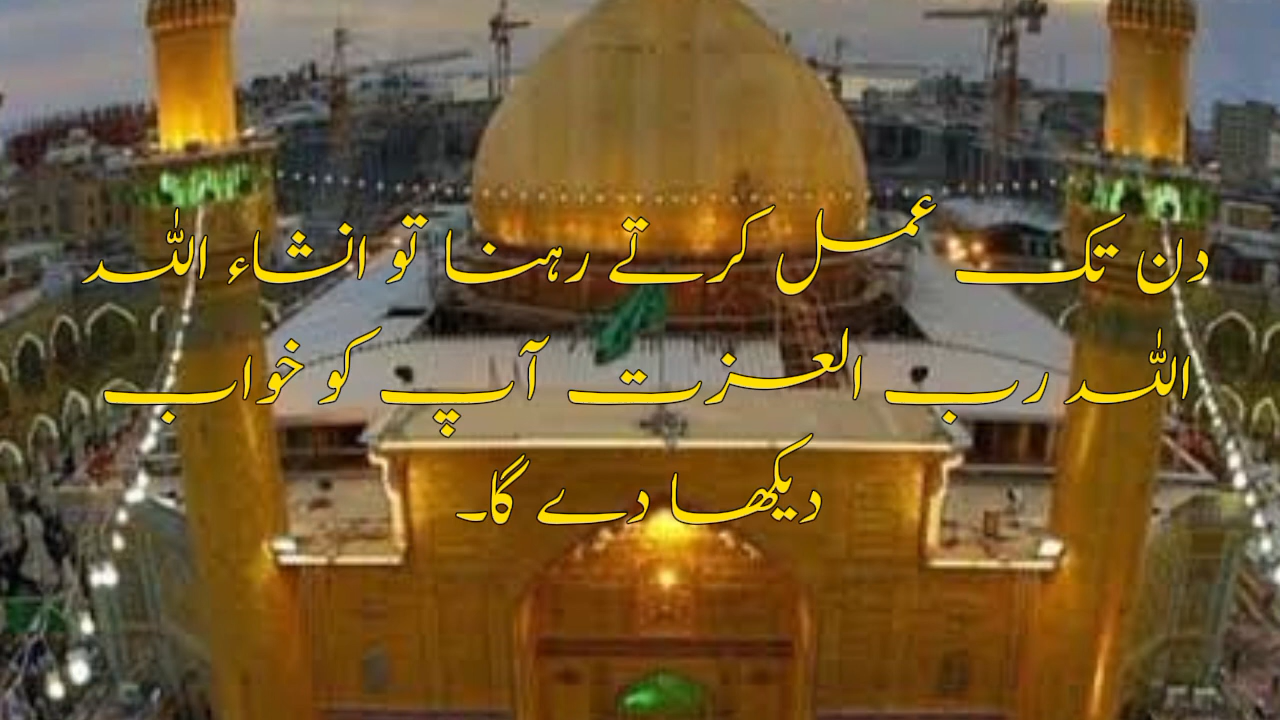 دن تک عمل کرتے رہنا تو انشاء اللہ
اللہ رب العزت آپ کو خواب
دیکھا دے گا۔